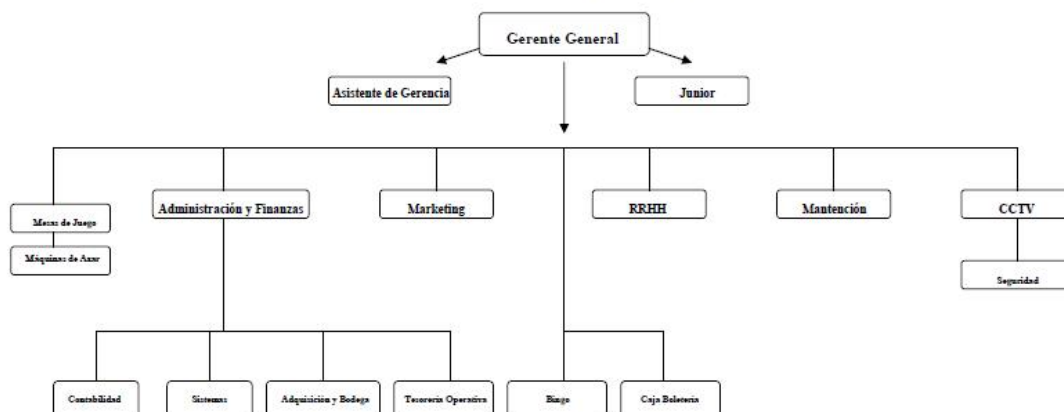 Gerente General
Asistente de Gerencia
Junior
Mesas de Juego
Administración y Finanzas
Marketing
RRHH
Mantención
CCTV
Máquinas de Azar
Seguridad
Contabilidad
Sistemas
Adquisición y Bodega
Tesorería Operativa
Bingo
Caja Boletería